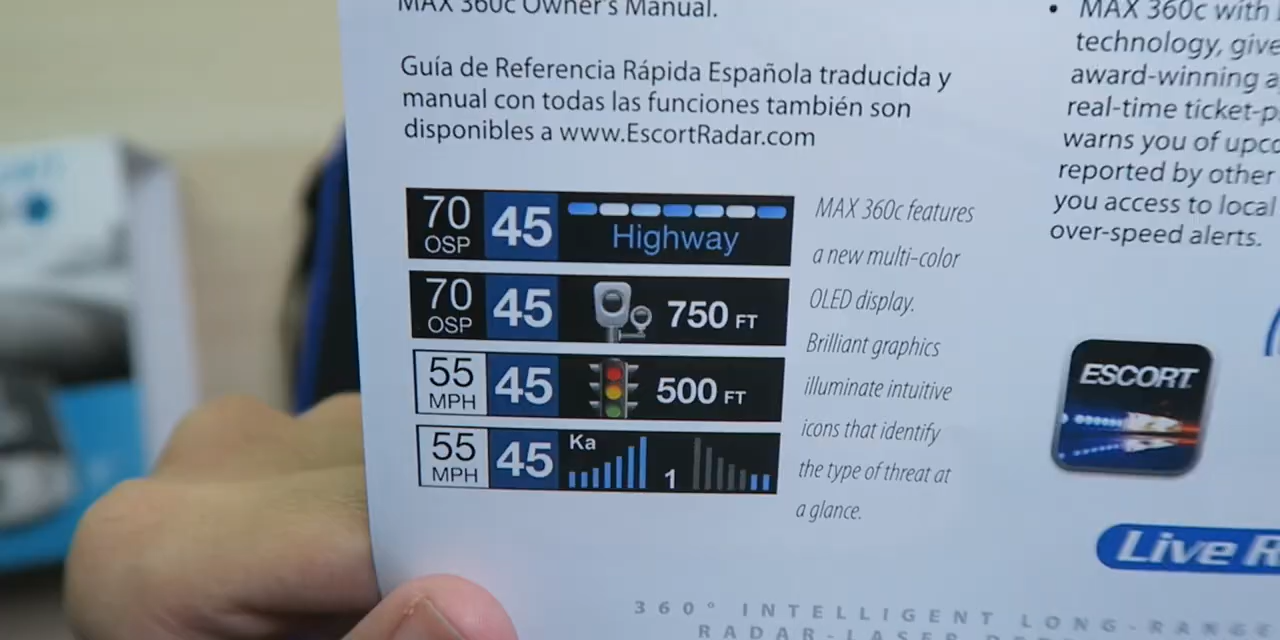 MAX 360c Owner's Manual.
Guía de Referencia Rápida Española traducida y
manual con todas las funciones también son
disponibles a www.EscortRadar.com
70
OSP
45
Highway
70
OSP
45
750 FT
55
MPH
45
500 FT
55
MPH
45
Ka
1
MAX 360c features
a new multi-color
OLED display.
Brilliant graphics
illuminate intuitive
icons that identify
the type of threat at
a glance.
• MAX 360c with
technology, give
award-winning
real-time
warns you of
reported by other
you access to local
over-speed alerts.
ESCORT
Live
360° INTELLIGENT LONG-RANGE
RADAR-LASER